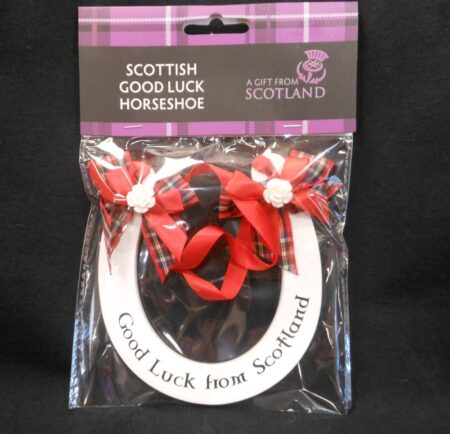 SCOTTISH
GOOD LUCK
HORSESHOE
A GIFT FROM
SCOTLAND
Good Luck from Scotland